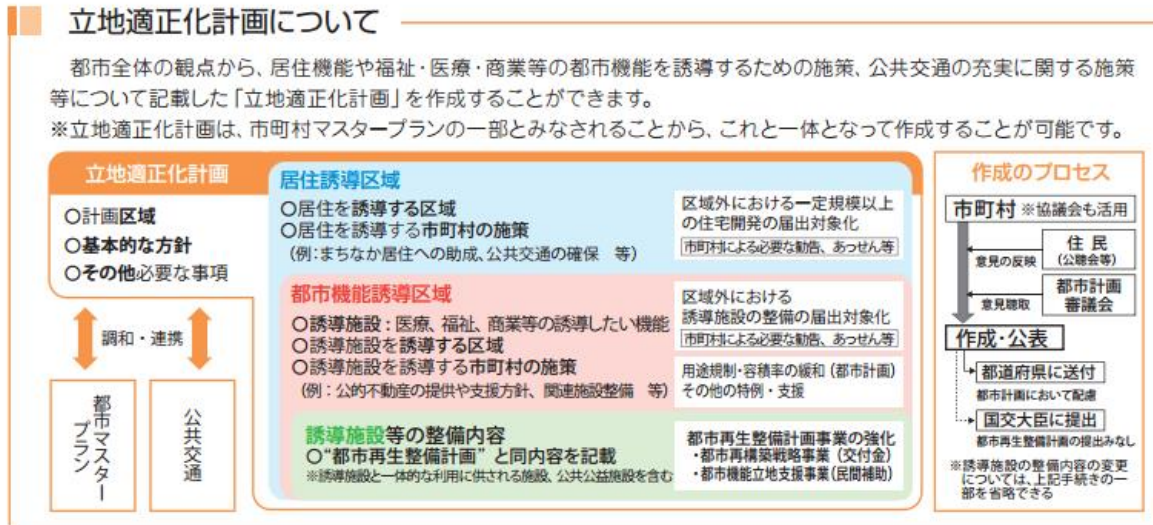 立地適正化計画について
都市全体の観点から、居住機能や福祉・医療・商業等の都市機能を誘導するための施策、公共交通の充実に関する施策
等について記載した「立地適正化計画」を作成することができます。
※立地適正化計画は、市町村マスタープランの一部とみなされることから、これと一体となって作成することが可能です。
立地適正化計画
○計画区域
○基本的な方針
○その他必要な事項
調和・連携
都市マスタープラン
公共交通
居住誘導区域
○居住を誘導する区域
○居住を誘導する市町村の施策
（例：まちなか居住への助成、公共交通の確保　等）
区域外における一定規模以上
の住宅開発の届出対象化
市町村による必要な勧告、あっせん等
都市機能誘導区域
○誘導施設：医療、福祉、商業等の誘導したい機能
○誘導施設を誘導する区域
○誘導施設を誘導する市町村の施策
（例：公的不動産の提供や支援方針、関連施設整備　等）
区域外における
誘導施設の整備の届出対象化
市町村による必要な勧告、あっせん等
用途規制・容積率の緩和（都市計画）
その他の特例・支援
誘導施設等の整備内容
○“都市再生整備計画”と同内容を記載
※誘導施設と一体的な利用に供される施設、公共公益施設を含む
都市再生整備計画事業の強化
・都市再構築戦略事業（交付金）
・都市機能立地支援事業（民間補助）
作成のプロセス
市町村 ※協議会も活用
住民
（公聴会等）
意見の反映
都市計画
審議会
意見聴取
作成・公表
都道府県に送付
都市計画において配慮
国交大臣に提出
都市再生整備計画の提出みなし
※誘導施設の整備内容の変更
については、上記手続きの一
部を省略できる